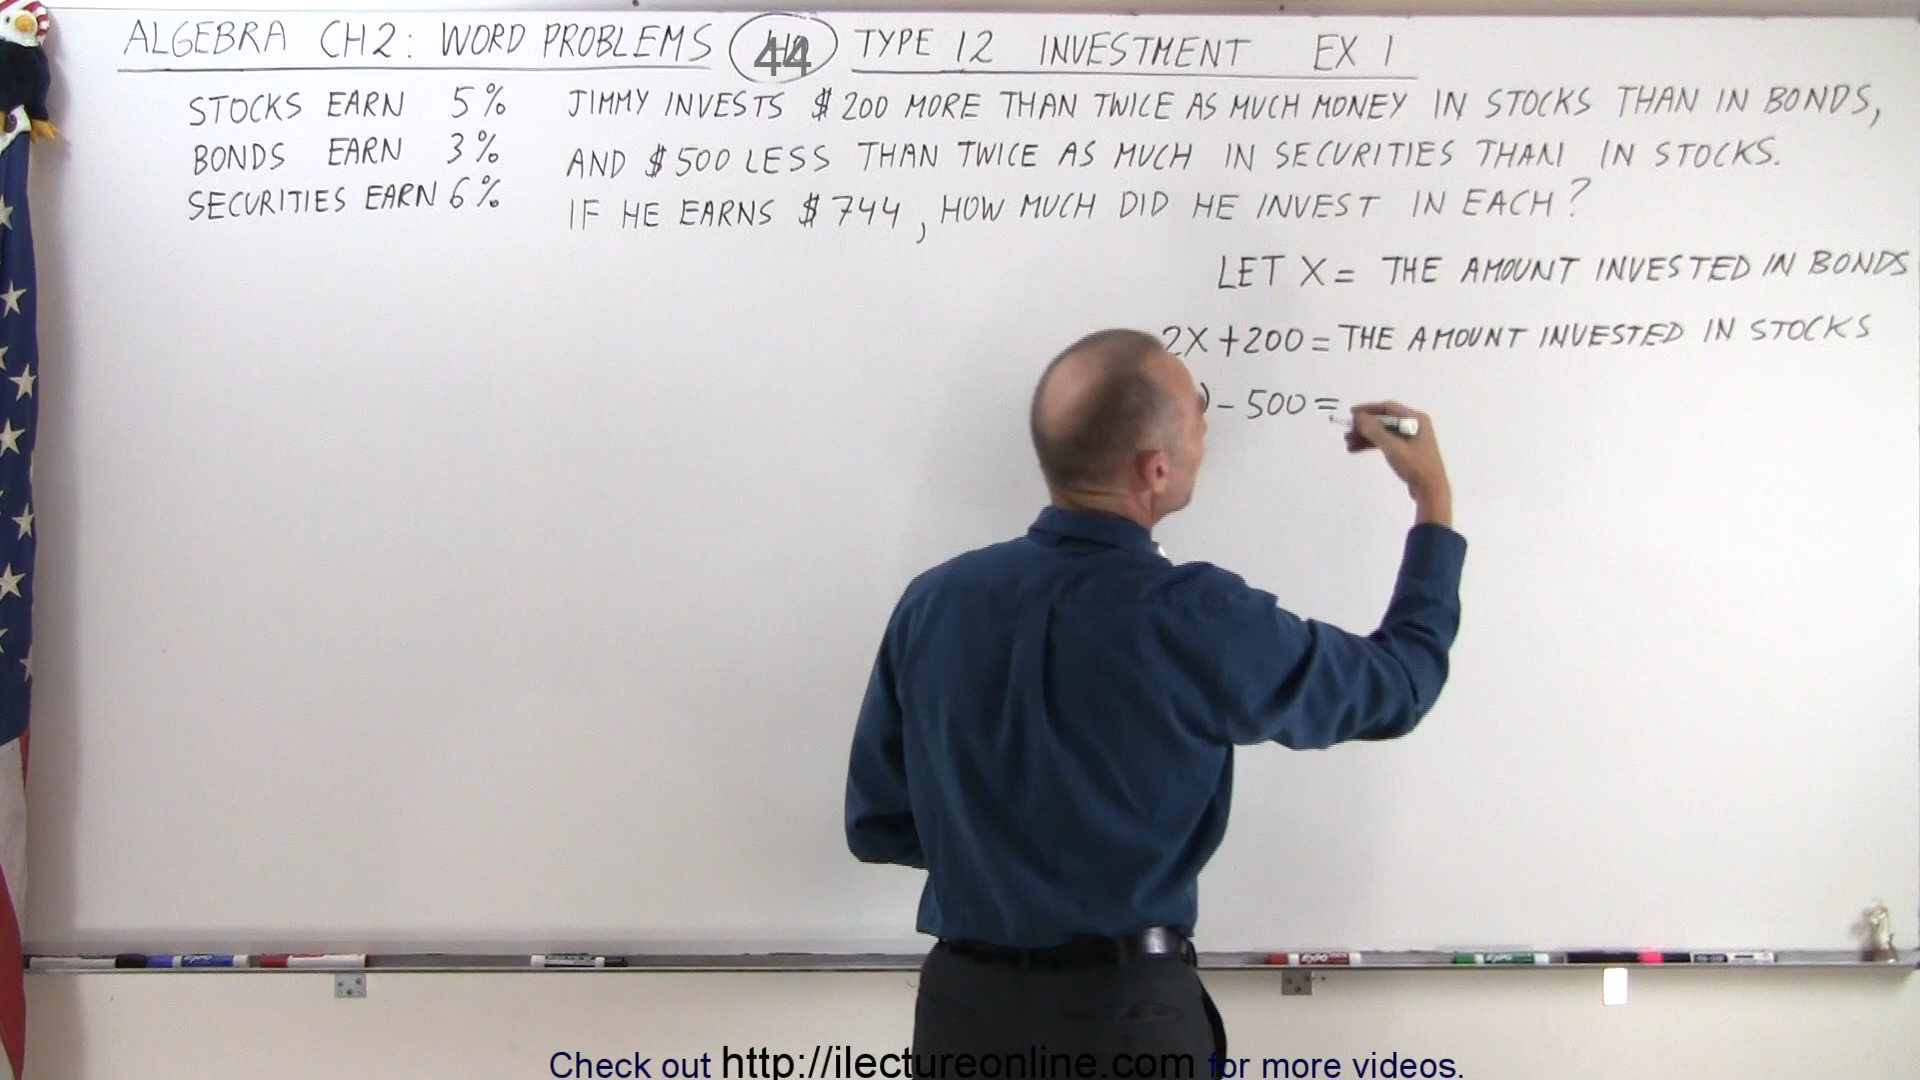 ALGEBRA CH2: WORD PROBLEMS 44 TYPE 12 INVESTMENT EX 1
STOCKS EARN 5%
BONDS EARN 3%
SECURITIES EARN 6%
JIMMY INVESTS $200 MORE THAN TWICE AS MUCH MONEY IN STOCKS THAN IN BONDS,
AND $500 LESS THAN TWICE AS MUCH IN SECURITIES THAN IN STOCKS.
IF HE EARNS $744, HOW MUCH DID HE INVEST IN EACH?
LET X = THE AMOUNT INVESTED IN BONDS
2X + 200 = THE AMOUNT INVESTED IN STOCKS
) - 500 =
Check out http://ilectureonline.com for more videos.